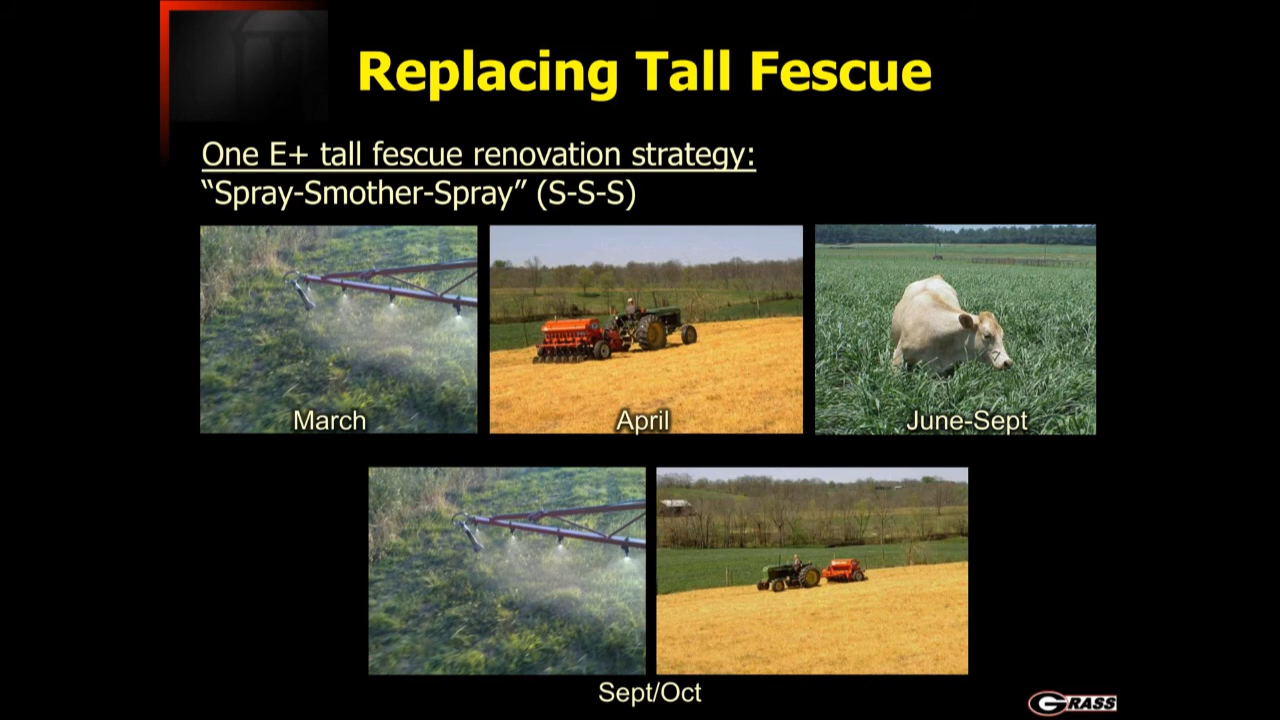 Replacing Tall Fescue
One E+ tall fescue renovation strategy:
“Spray-Smother-Spray” (S-S-S)
March
April
June-Sept
Sept/Oct
GRASS